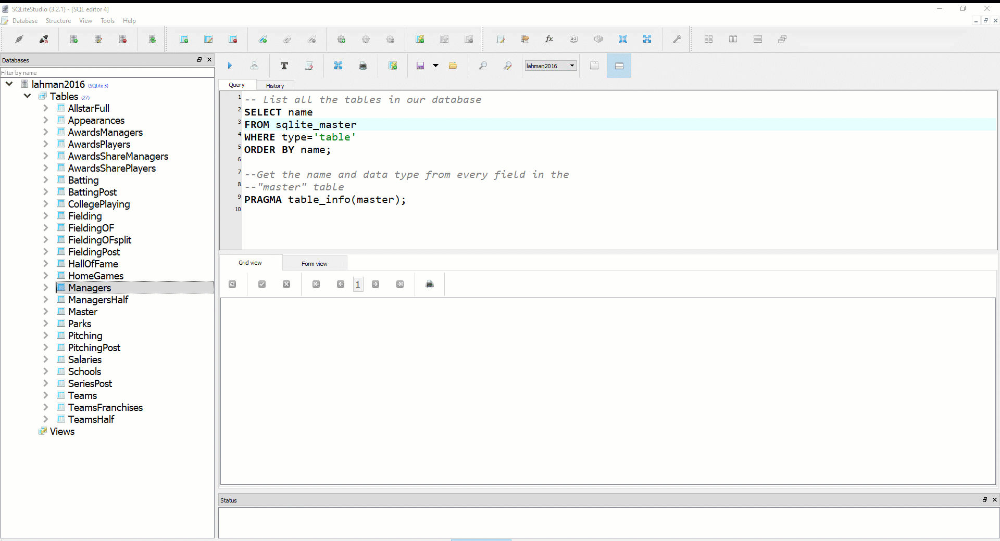 SQLiteStudio (3.2.1) - [SQL editor 4]
Database Structure View Tools Help
Databases
Filter by name
lahman2016 (SQLite 3)
Tables (27)
AllstarFull
Appearances
AwardsManagers
AwardsPlayers
AwardsShareManagers
AwardsSharePlayers
Batting
BattingPost
CollegePlaying
Fielding
FieldingOF
FieldingOFsplit
FieldingPost
HallOfFame
HomeGames
Managers
ManagersHalf
Master
Parks
Pitching
PitchingPost
Salaries
Schools
SeriesPost
Teams
TeamsFranchises
TeamsHalf
Views
lahman2016
Query History
1 -- List all the tables in our database
2 SELECT name
3 FROM sqlite_master
4 WHERE type='table'
5 ORDER BY name;
6
7 --Get the name and data type from every field in the
8 --"master" table
9 PRAGMA table_info(master);
10
Grid view Form view
1
Status